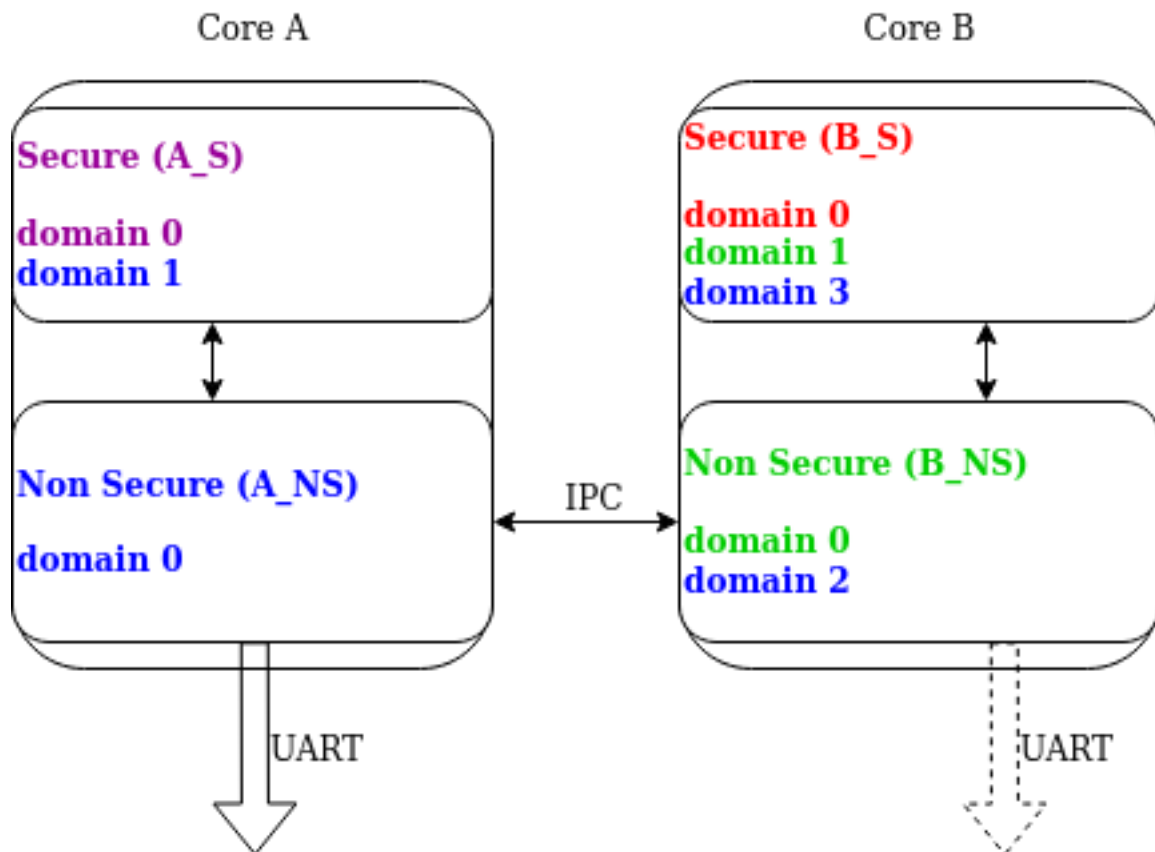 Core A
Core B
Secure (A_S)
domain 0
domain 1
Secure (B_S)
domain 0
domain 1
domain 3
Non Secure (A_NS)
domain 0
IPC
Non Secure (B_NS)
domain 0
domain 2
UART
UART